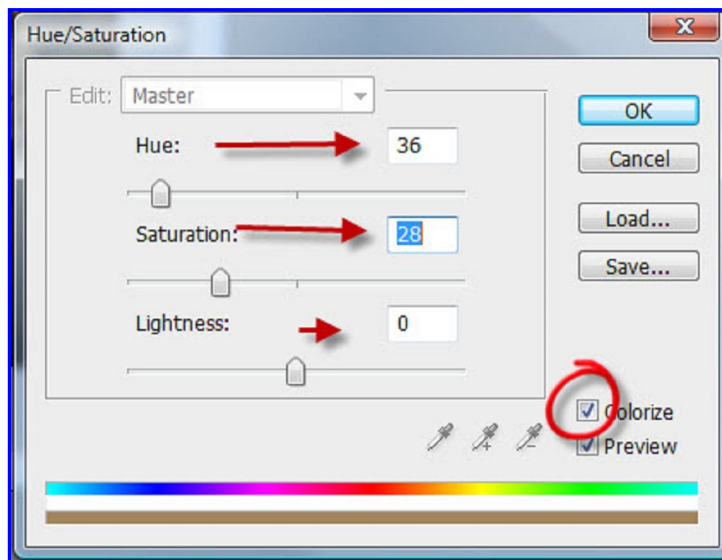 Hue/Saturation
Edit: Master
OK
Hue: 36
Cancel
Saturation: 28
Load...
Save...
Lightness: 0
Colorize
Preview